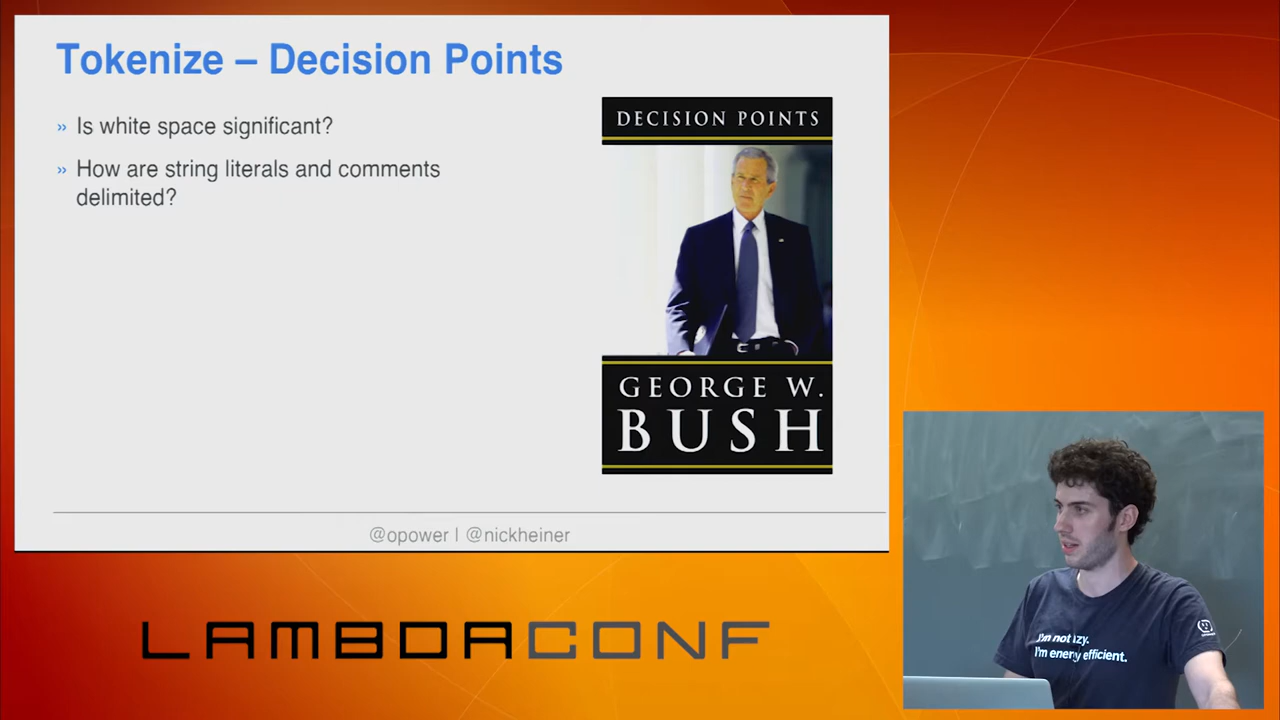 Tokenize – Decision Points
» Is white space significant?
» How are string literals and comments
delimited?
DECISION POINTS
GEORGE W.
BUSH
@opower | @nickheiner
LAMBDACONF
I'm not lazy.
I'm energy efficient.